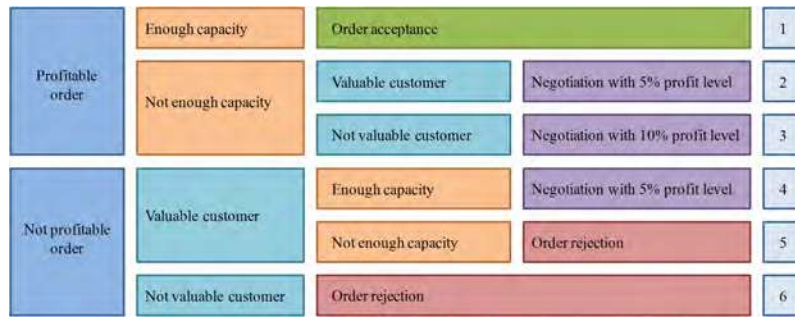 Profitable
order
Enough capacity
Order acceptance
1
Not enough capacity
Valuable customer
Negotiation with 5% profit level
2
Not valuable customer
Negotiation with 10% profit level
3
Not profitable
order
Valuable customer
Enough capacity
Negotiation with 5% profit level
4
Not enough capacity
Order rejection
5
Not valuable customer
Order rejection
6